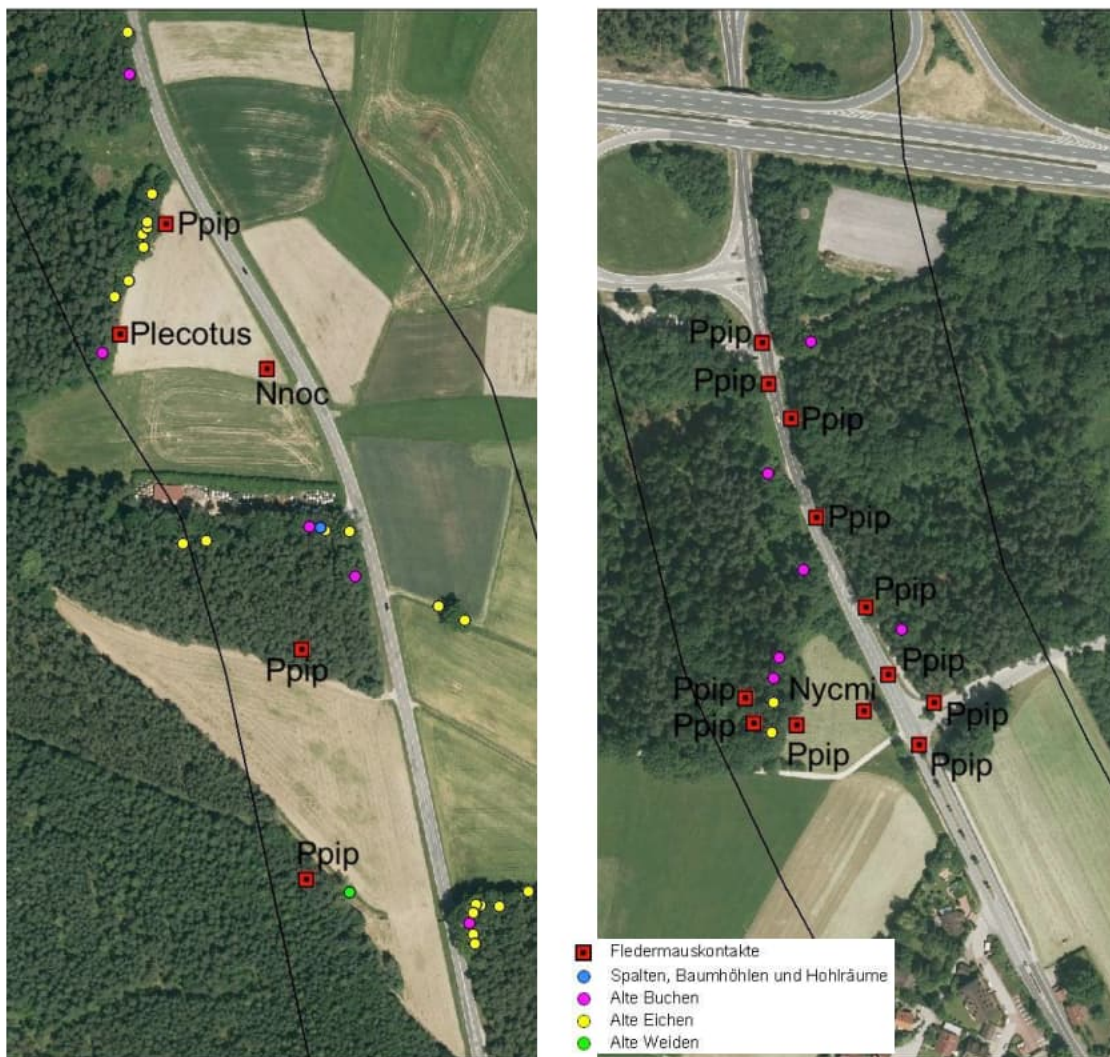 Ppip
Plecotus
Nnoc
Ppip
Ppip
Ppip
Ppip
Ppip
Ppip
Ppip
Ppip
Ppip
Nycmi
Ppip
Ppip
Ppip
Ppip
Fledermauskontakte
Spalten, Baumhöhlen und Hohlräume
Alte Buchen
Alte Eichen
Alte Weiden